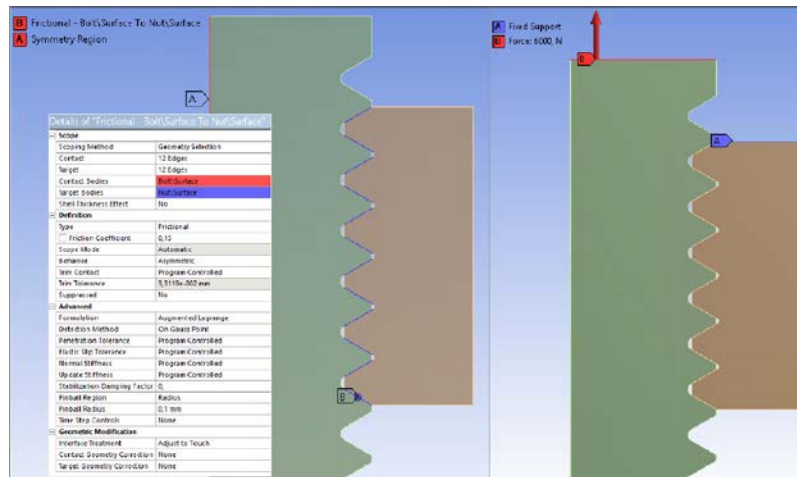 B Frictional - Bolt\Surface To Nut\Surface
A Symmetry Region
A
Details of "Frictional - Bolt\Surface To Nut\Surface"
Scope
Scoping Method Geometry Selection
Contact 12 Edges
Target 12 Edges
Contact Bodies Bolt\Surface
Target Bodies Nut\Surface
Shell Thickness Effect No
Definition
Type Frictional
Friction Coefficient 0,15
Scope Mode Automatic
Behavior Asymmetric
Trim Contact Program Controlled
Trim Tolerance
Suppressed No
Advanced
Formulation Augmented Lagrange
Detection Method On Gauss Point
Penetration Tolerance Program Controlled
Elastic Slip Tolerance Program Controlled
Normal Stiffness Program Controlled
Update Stiffness Program Controlled
Stabilization Damping Factor 0,
Pinball Region Radius
Pinball Radius 0,1 mm
Time Step Controls None
Geometric Modification
Interface Treatment Adjust to Touch
Contact Geometry Correction None
Target Geometry Correction None
B
A Fixed Support
B Force: 6000, N
B
A